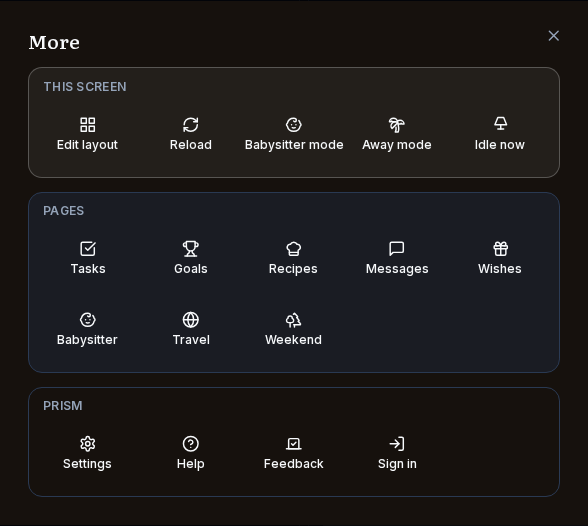 More
THIS SCREEN
Edit layout
Reload
Babysitter mode
Away mode
Idle now
PAGES
Tasks
Goals
Recipes
Messages
Wishes
Babysitter
Travel
Weekend
PRISM
Settings
Help
Feedback
Sign in